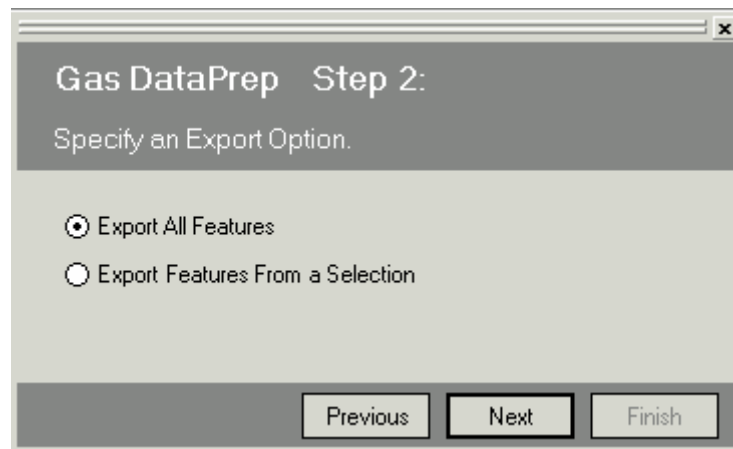 Gas DataPrep Step 2:
Specify an Export Option.
Export All Features
Export Features From a Selection
Previous Next Finish